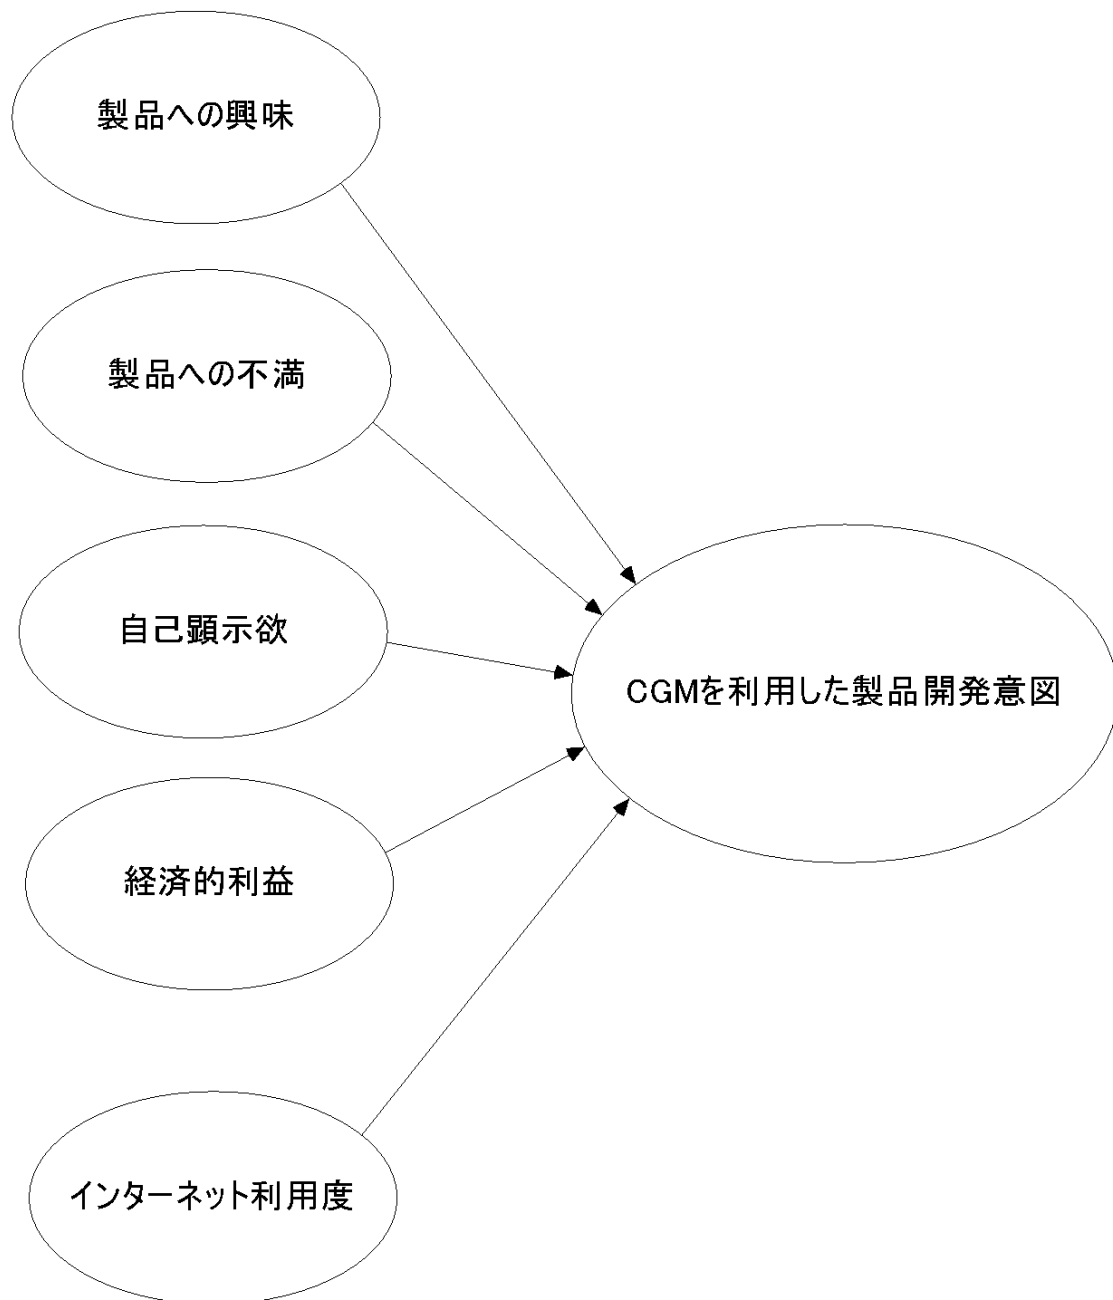 製品への興味
製品への不満
自己顕示欲
CGMを利用した製品開発意図
経済的利益
インターネット利用度